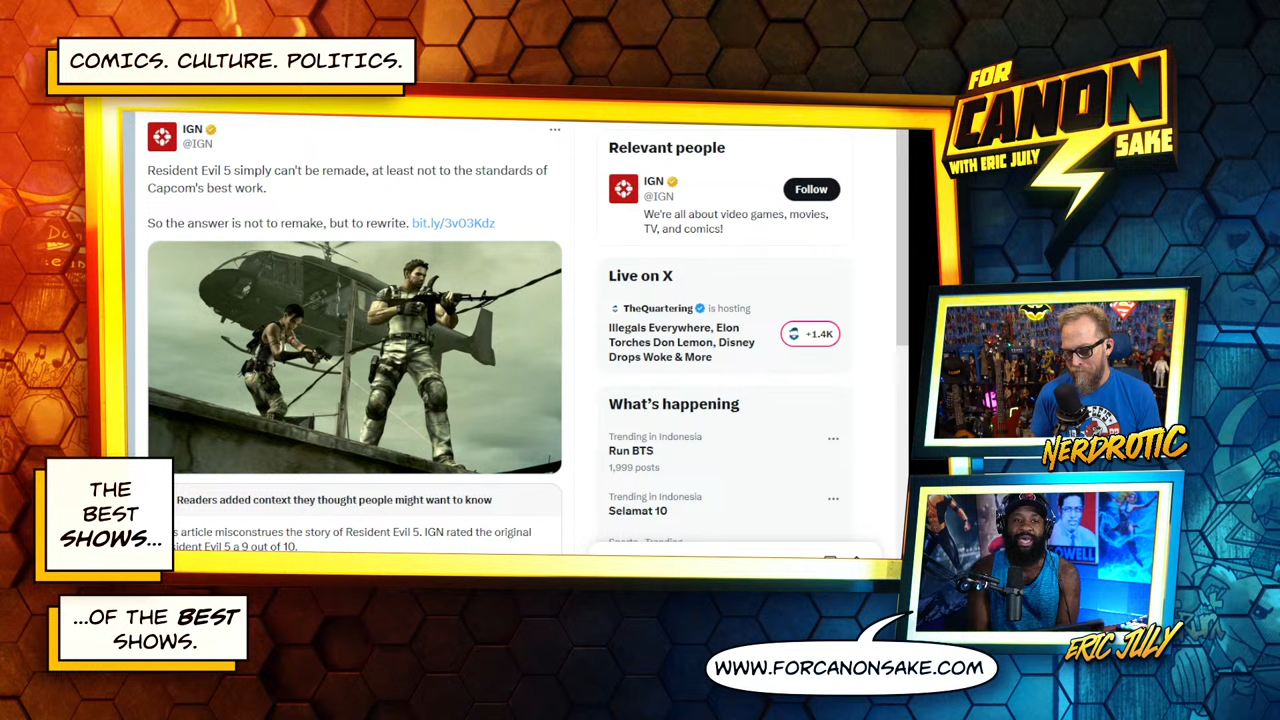 COMICS. CULTURE. POLITICS.
FOR
CANON
SAKE
WITH ERIC JULY
IGN
@IGN
Resident Evil 5 simply can't be remade, at least not to the standards of
Capcom's best work.
So the answer is not to remake, but to rewrite. bit.ly/3v03Kdz
Readers added context they thought people might want to know
s article misconstrues the story of Resident Evil 5. IGN rated the original
sident Evil 5 a 9 out of 10.
Relevant people
IGN
@IGN
Follow
We're all about video games, movies,
TV, and comics!
Live on X
TheQuartering is hosting
Illegals Everywhere, Elon
Torches Don Lemon, Disney
Drops Woke & More
+1.4K
What's happening
Trending in Indonesia
Run BTS
1,999 posts
Trending in Indonesia
Selamat 10
NERDROTIC
OWELL
ERIC JULY
THE
BEST
SHOWS...
...OF THE BEST
SHOWS.
WWW.FORCANONSAKE.COM